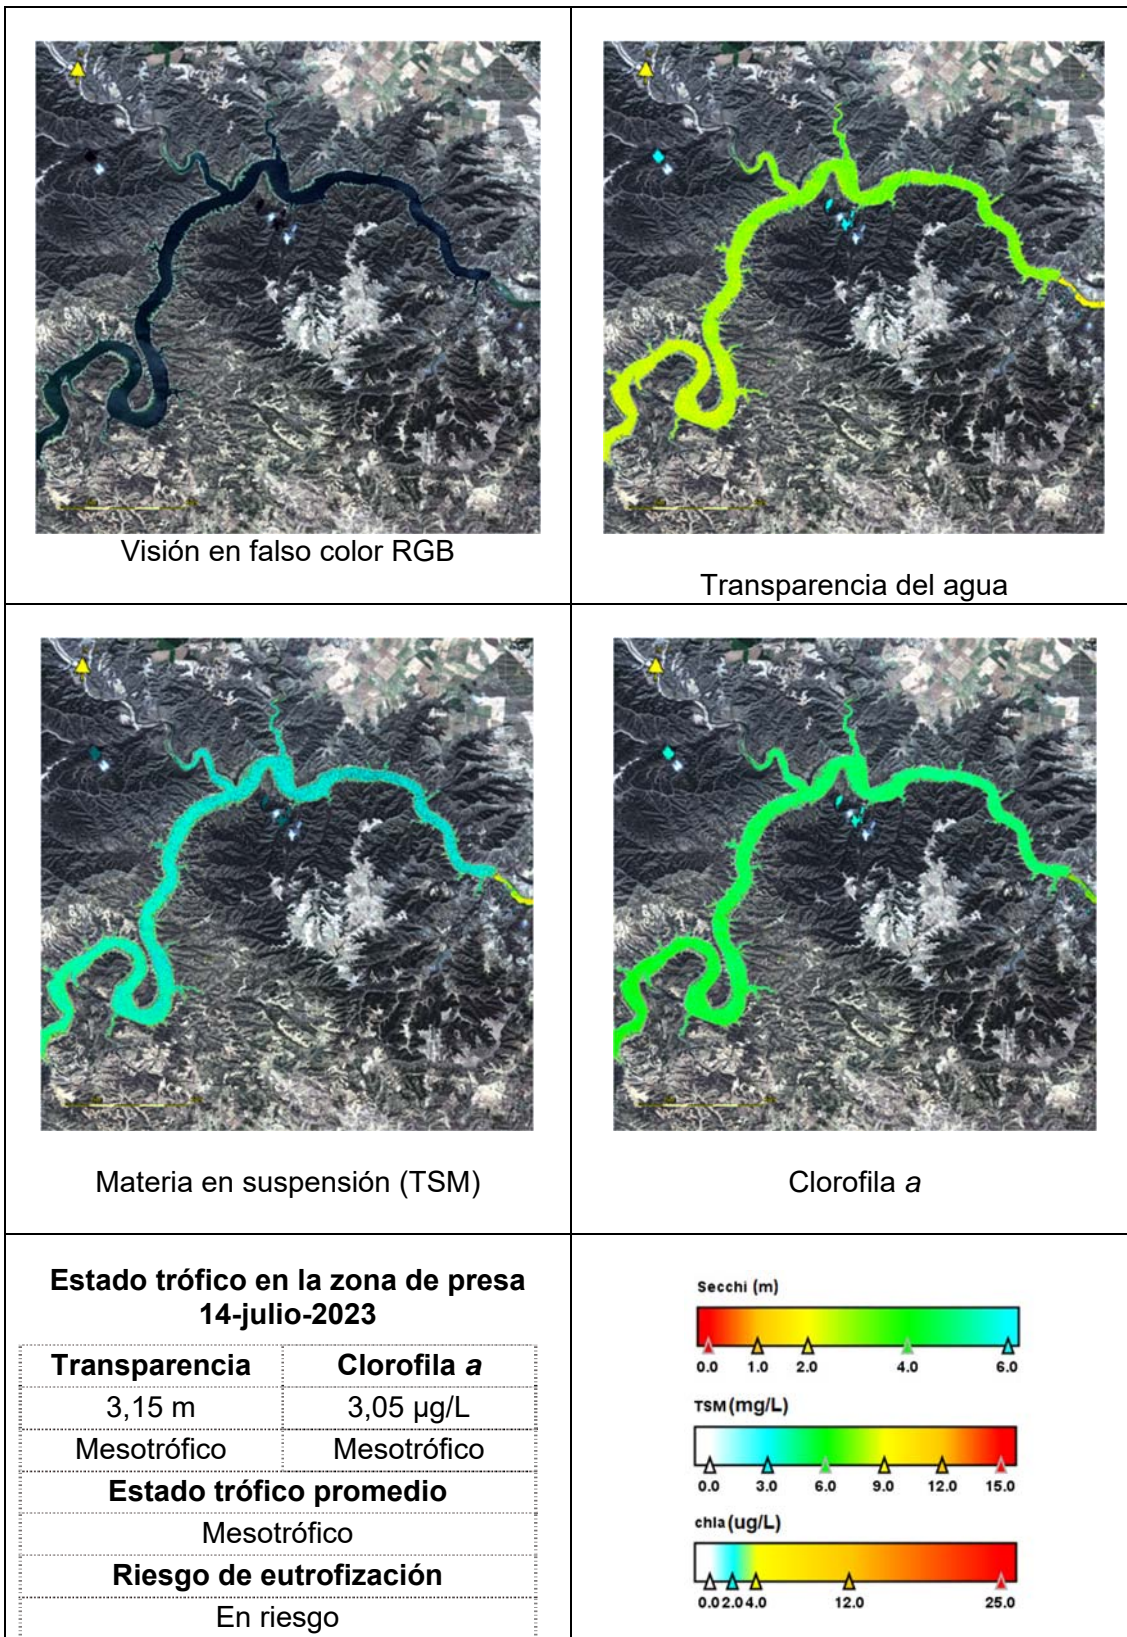 Visión en falso color RGB
Transparencia del agua
Materia en suspensión (TSM)
Clorofila a
Estado trófico en la zona de presa
14-julio-2023
Transparencia Clorofila a
3,15 m 3,05 µg/L
Mesotrófico Mesotrófico
Estado trófico promedio
Mesotrófico
Riesgo de eutrofización
En riesgo
Secchi (m)
0.0 1.0 2.0 4.0 6.0
TSM (mg/L)
0.0 3.0 6.0 9.0 12.0 15.0
chla (ug/L)
0.0 2.0 4.0 12.0 25.0